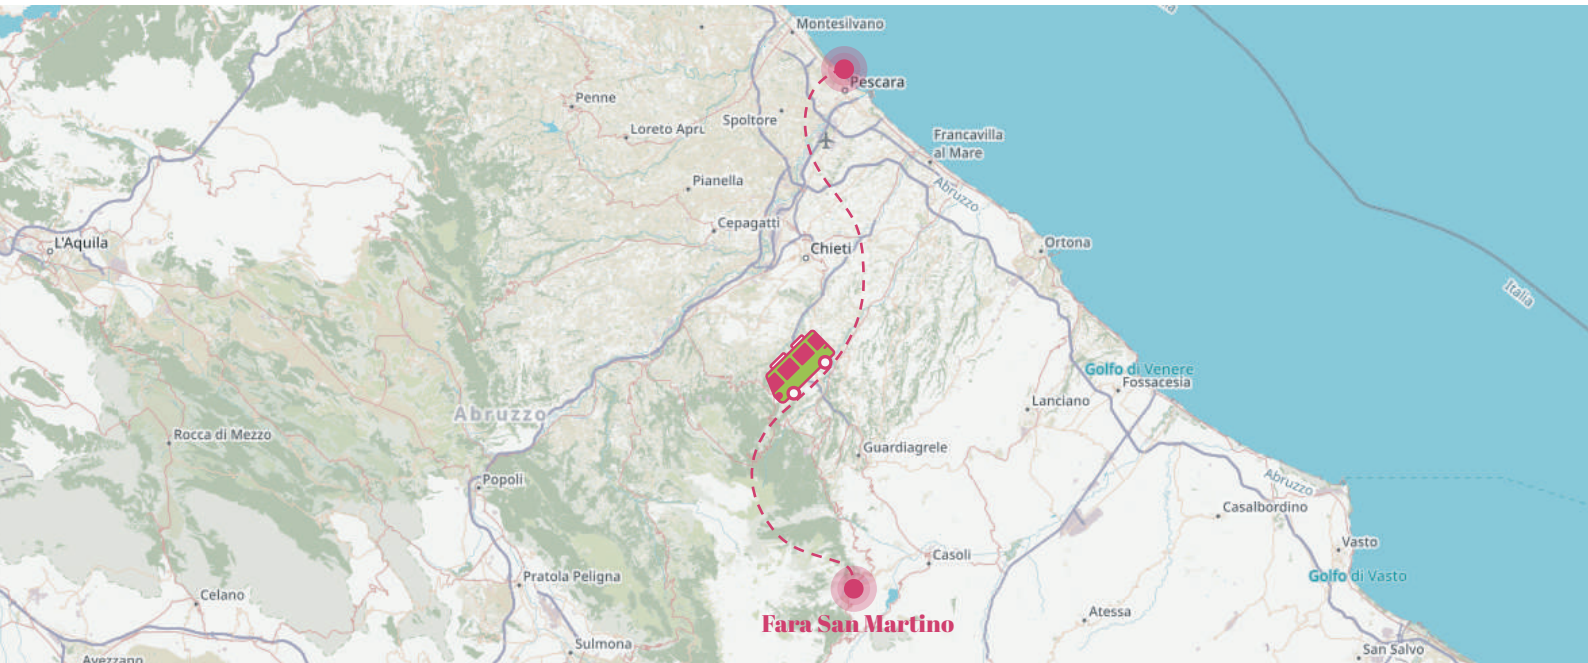 Montesilvano
Pescara
Penne
Loreto Apru
Spoltore
Francavilla
al Mare
Pianella
Abruzzo
Cepagatti
L'Aquila
Chieti
Ortona
Italia
Golfo di Venere
Fossacesia
Abruzzo
Lanciano
Rocca di Mezzo
Guardiagrele
Popoli
Abruzzo
Casalbordino
Vasto
Casoli
Pratola Peligna
Golfo di Vasto
Celano
Atessa
Fara San Martino
Sulmona
San Salvo
Avezzano